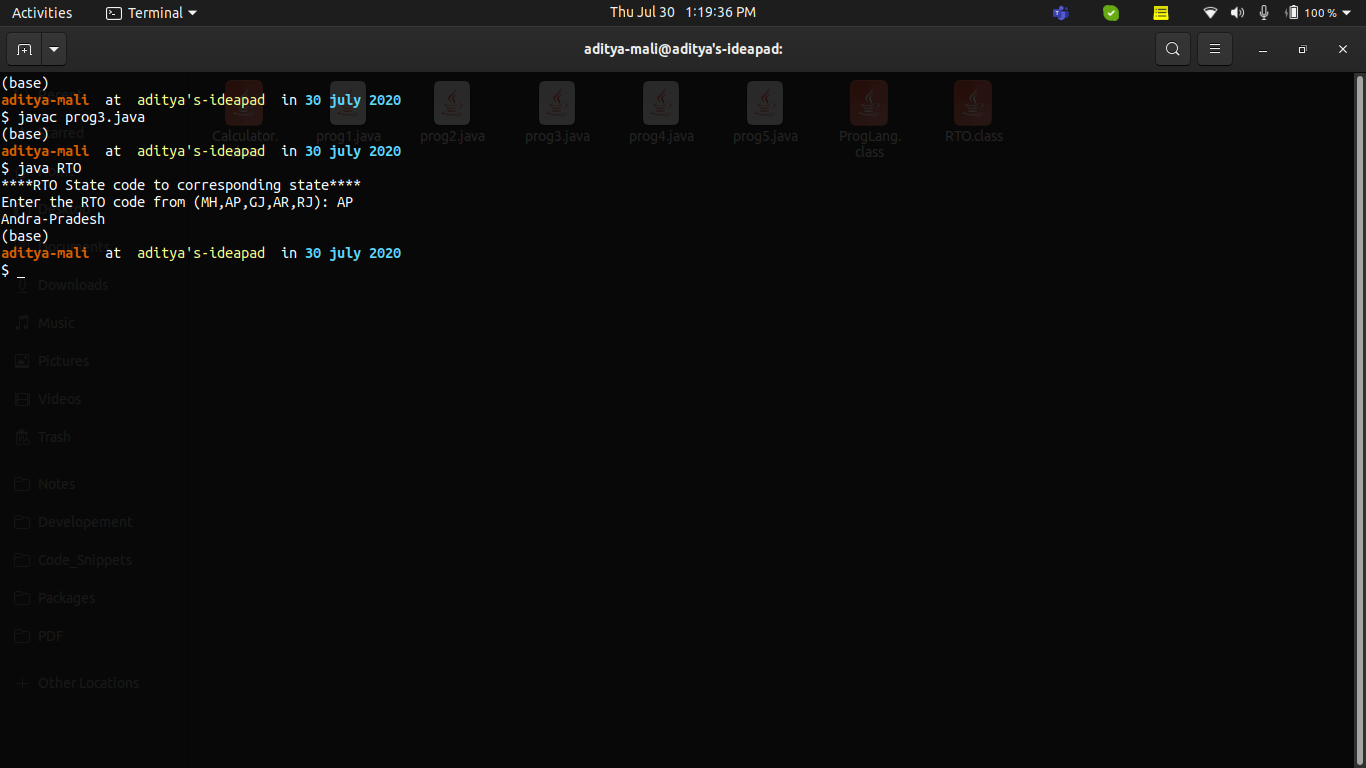 Activities Terminal Thu Jul 30 1:19:36 PM 100 %
aditya-mali@aditya's-ideapad:
(base)
aditya-mali at aditya's-ideapad in 30 july 2020
$ javac prog3.java
(base)
aditya-mali at aditya's-ideapad in 30 july 2020
$ java RTO
****RTO State code to corresponding state****
Enter the RTO code from (MH,AP,GJ,AR,RJ): AP
Andra-Pradesh
(base)
aditya-mali at aditya's-ideapad in 30 july 2020
$ _
Calculator. prog1.java prog2.java prog3.java prog4.java prog5.java ProgLang. RTO.class
class
Downloads
Music
Pictures
Videos
Trash
Notes
Developement
Code_Snippets
Packages
PDF
Other Locations